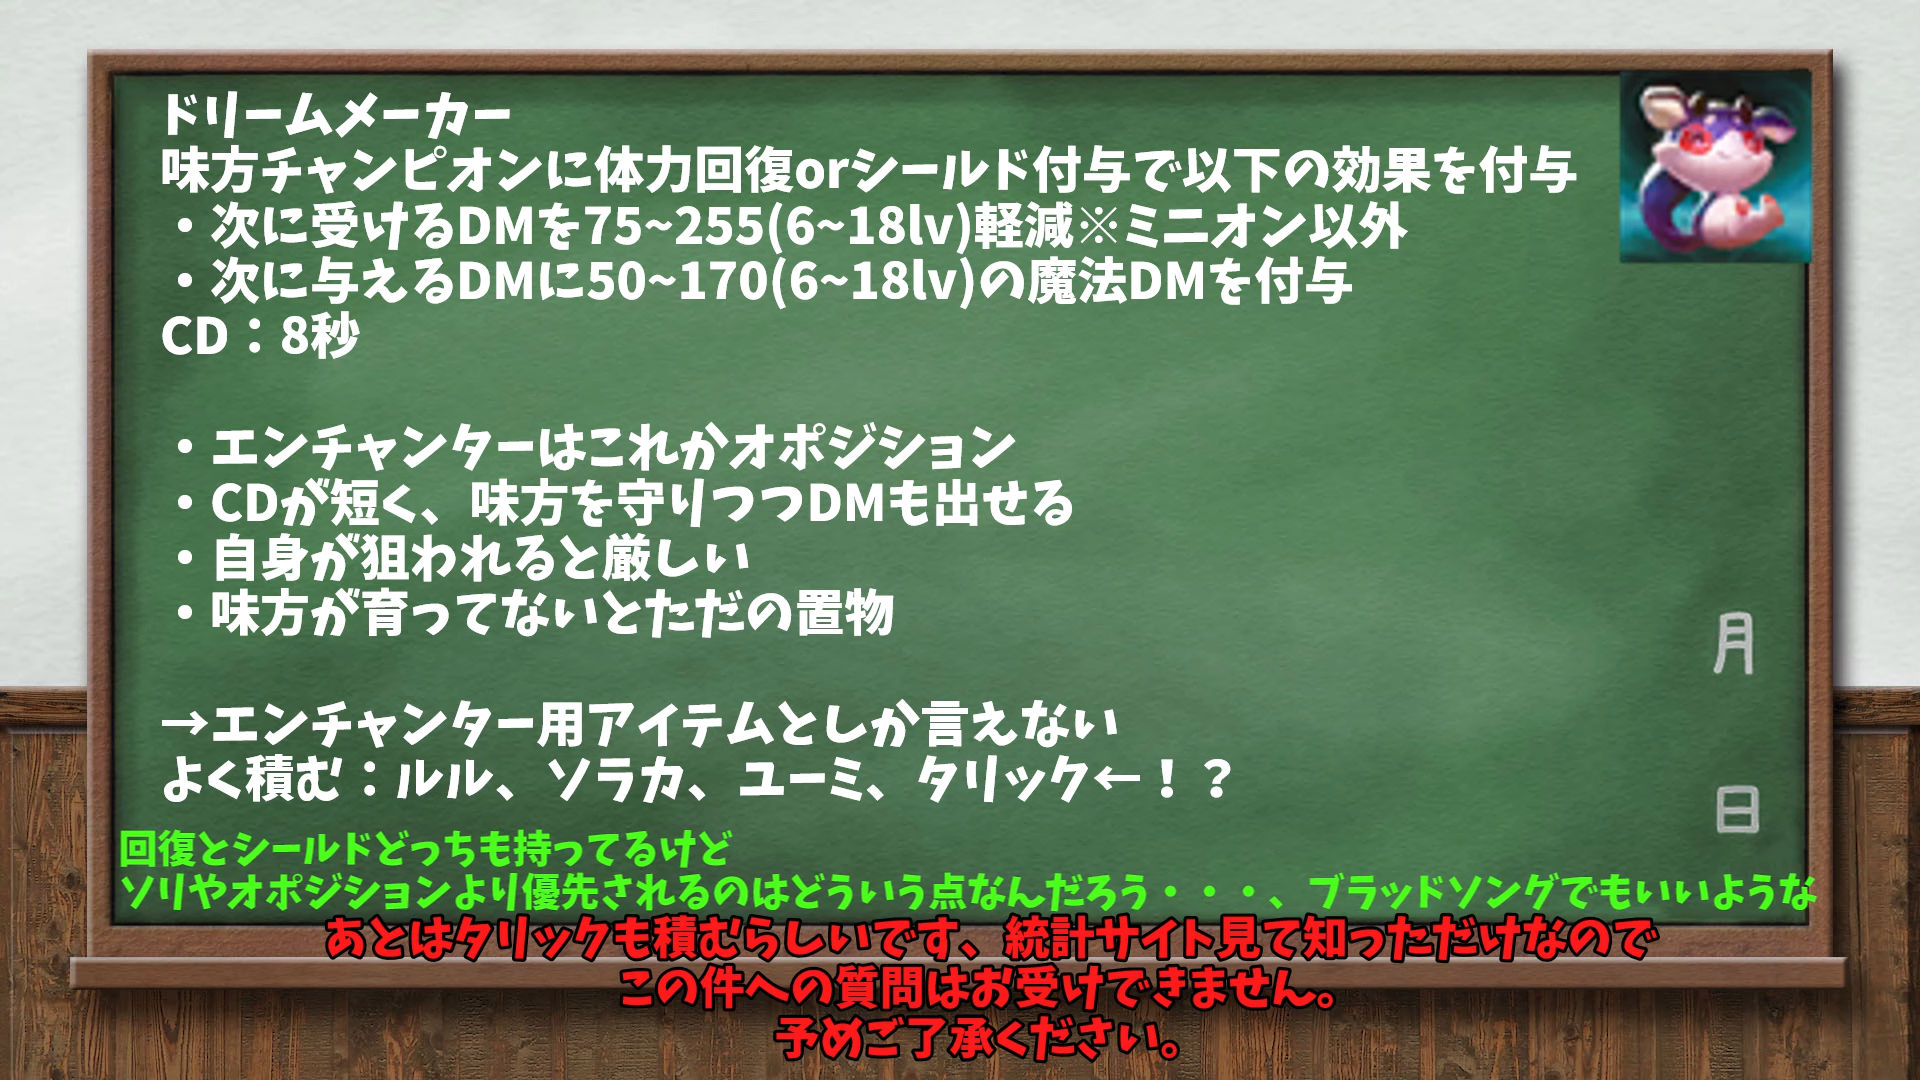 ドリームメーカー
味方チャンピオンに体力回復orシールド付与で以下の効果を付与
・次に受けるDMを75~255(6~18lv)軽減※ミニオン以外
・次に与えるDMに50~170(6~18lv)の魔法DMを付与
CD：8秒
・エンチャンターはこれかオポジション
・CDが短く、味方を守りつつDMも出せる
・自身が狙われると厳しい
・味方が育ってないとただの置物
→エンチャンター用アイテムとしか言えない
よく積む：ルル、ソラカ、ユーミ、タリック←！？
月
日
回復とシールドどっちも持ってるけど
ソリやオポジションより優先されるのはどういう点なんだろう・・・、ブラッドソングでもいいような
あとはタリックも積むらしいです、統計サイト見て知っただけなので
この件への質問はお受けできません。
予めご了承ください。